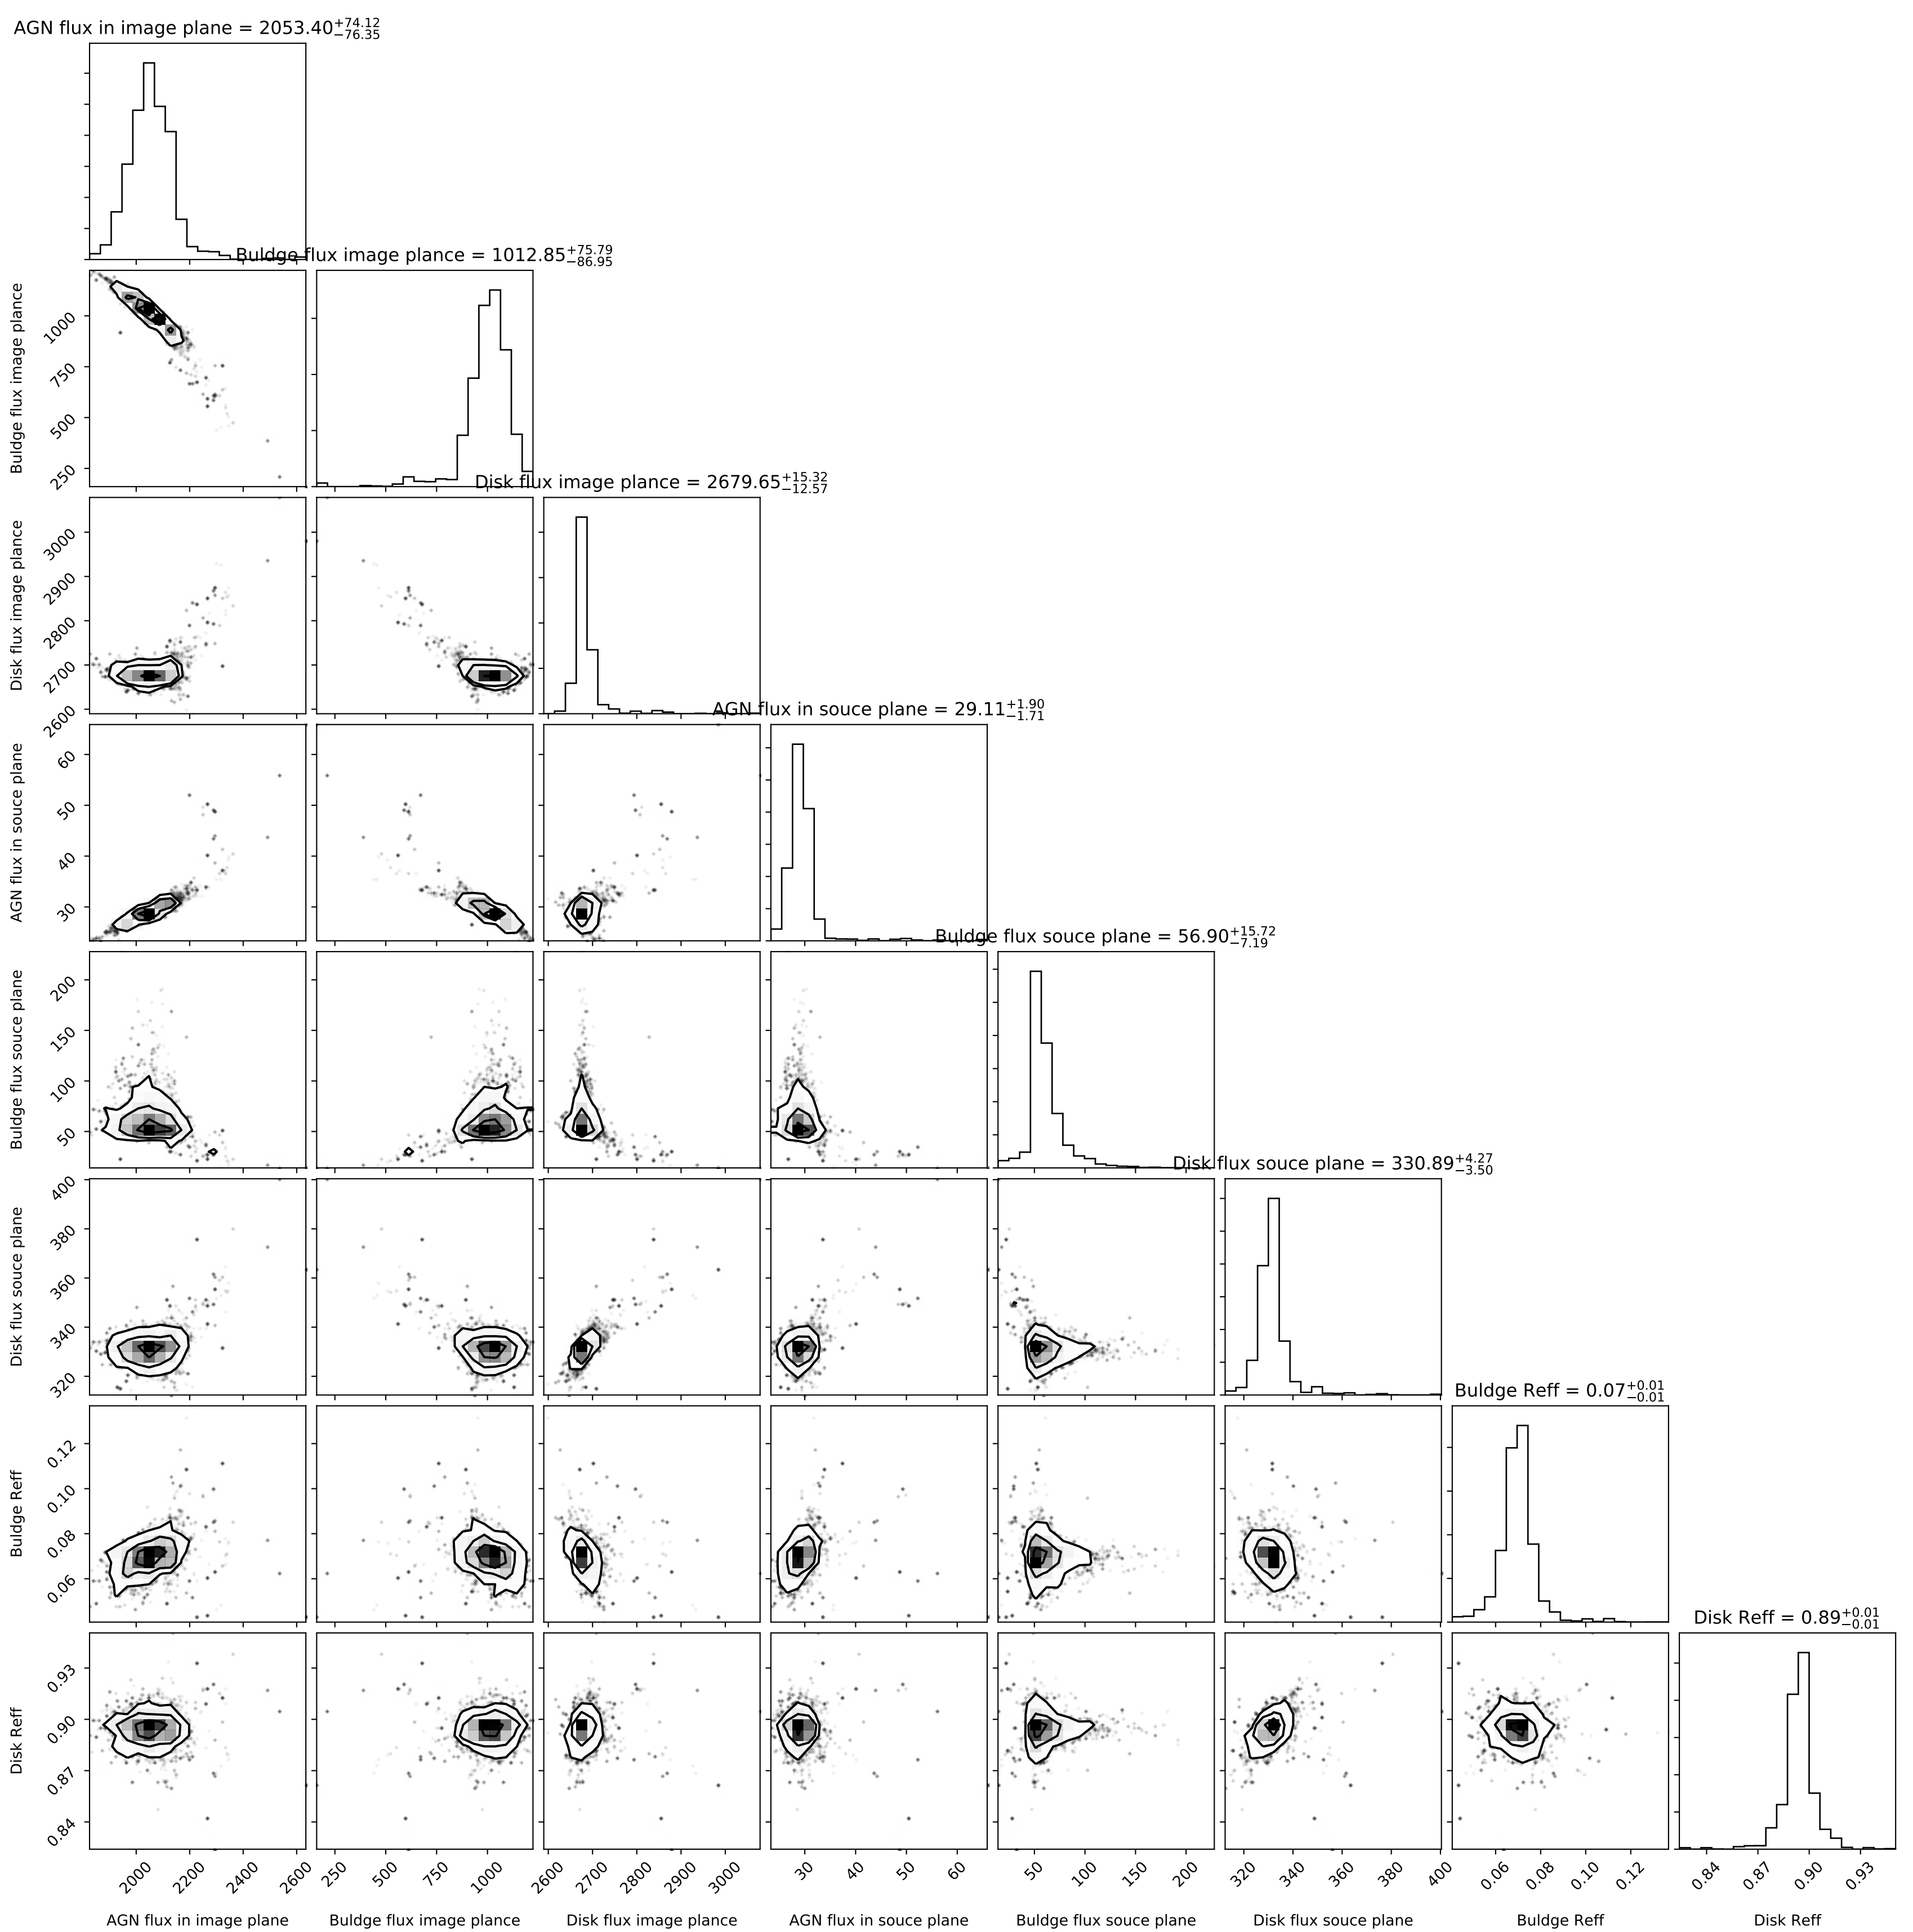 AGN flux in image plane = 2053.40+74.12−76.35
Buldge flux image plance = 1012.85+75.79−86.95
Buldge flux image plance
1000
750
500
250
Disk flux image plance = 2679.65+15.32−12.57
Disk flux image plance
3000
2900
2800
2700
2600
AGN flux in souce plane = 29.11+1.90−1.71
AGN flux in souce plane
60
50
40
30
Buldge flux souce plane = 56.90+15.72−7.19
Buldge flux souce plane
200
150
100
50
Disk flux souce plane = 330.89+4.27−3.50
Disk flux souce plane
400
380
360
340
320
Buldge Reff = 0.07+0.01−0.01
Buldge Reff
0.12
0.10
0.08
0.06
Disk Reff = 0.89+0.01−0.01
Disk Reff
0.93
0.90
0.87
0.84
2000 2200 2400 2600 250 500 750 1000 2600 2700 2800 2900 3000 30 40 50 60 50 100 150 200 320 340 360 380 400 0.06 0.08 0.10 0.12 0.84 0.87 0.90 0.93
AGN flux in image plane Buldge flux image plance Disk flux image plance AGN flux in souce plane Buldge flux souce plane Disk flux souce plane Buldge Reff Disk Reff